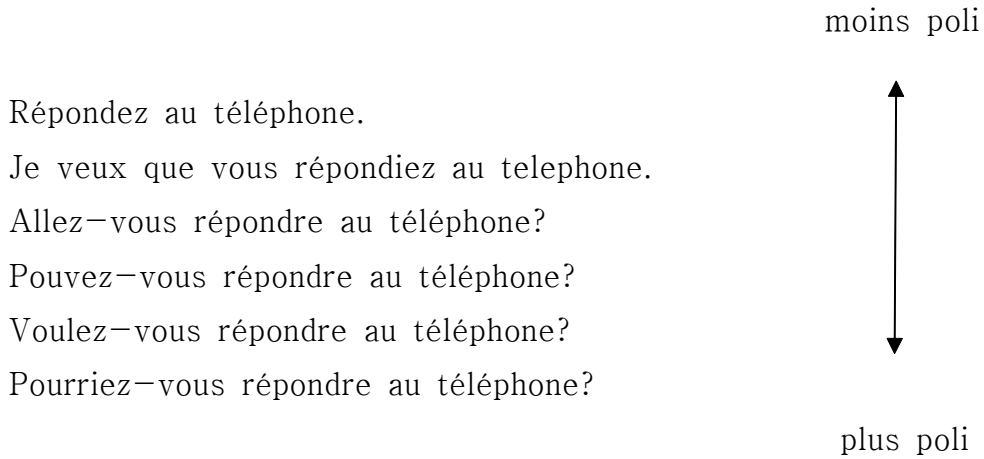 moins poli
Répondez au téléphone.
Je veux que vous répondiez au telephone.
Allez-vous répondre au téléphone?
Pouvez-vous répondre au téléphone?
Voulez-vous répondre au téléphone?
Pourriez-vous répondre au téléphone?
plus poli